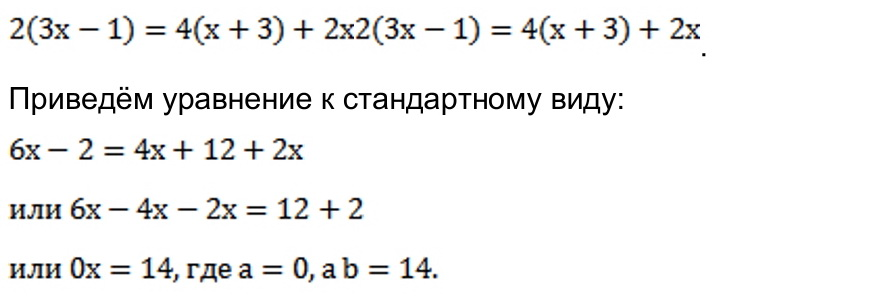 2(3x − 1) = 4(x + 3) + 2x2(3x − 1) = 4(x + 3) + 2x.
Приведём уравнение к стандартному виду:
6x − 2 = 4x + 12 + 2x
или 6x − 4x − 2x = 12 + 2
или 0x = 14, где a = 0, а b = 14.